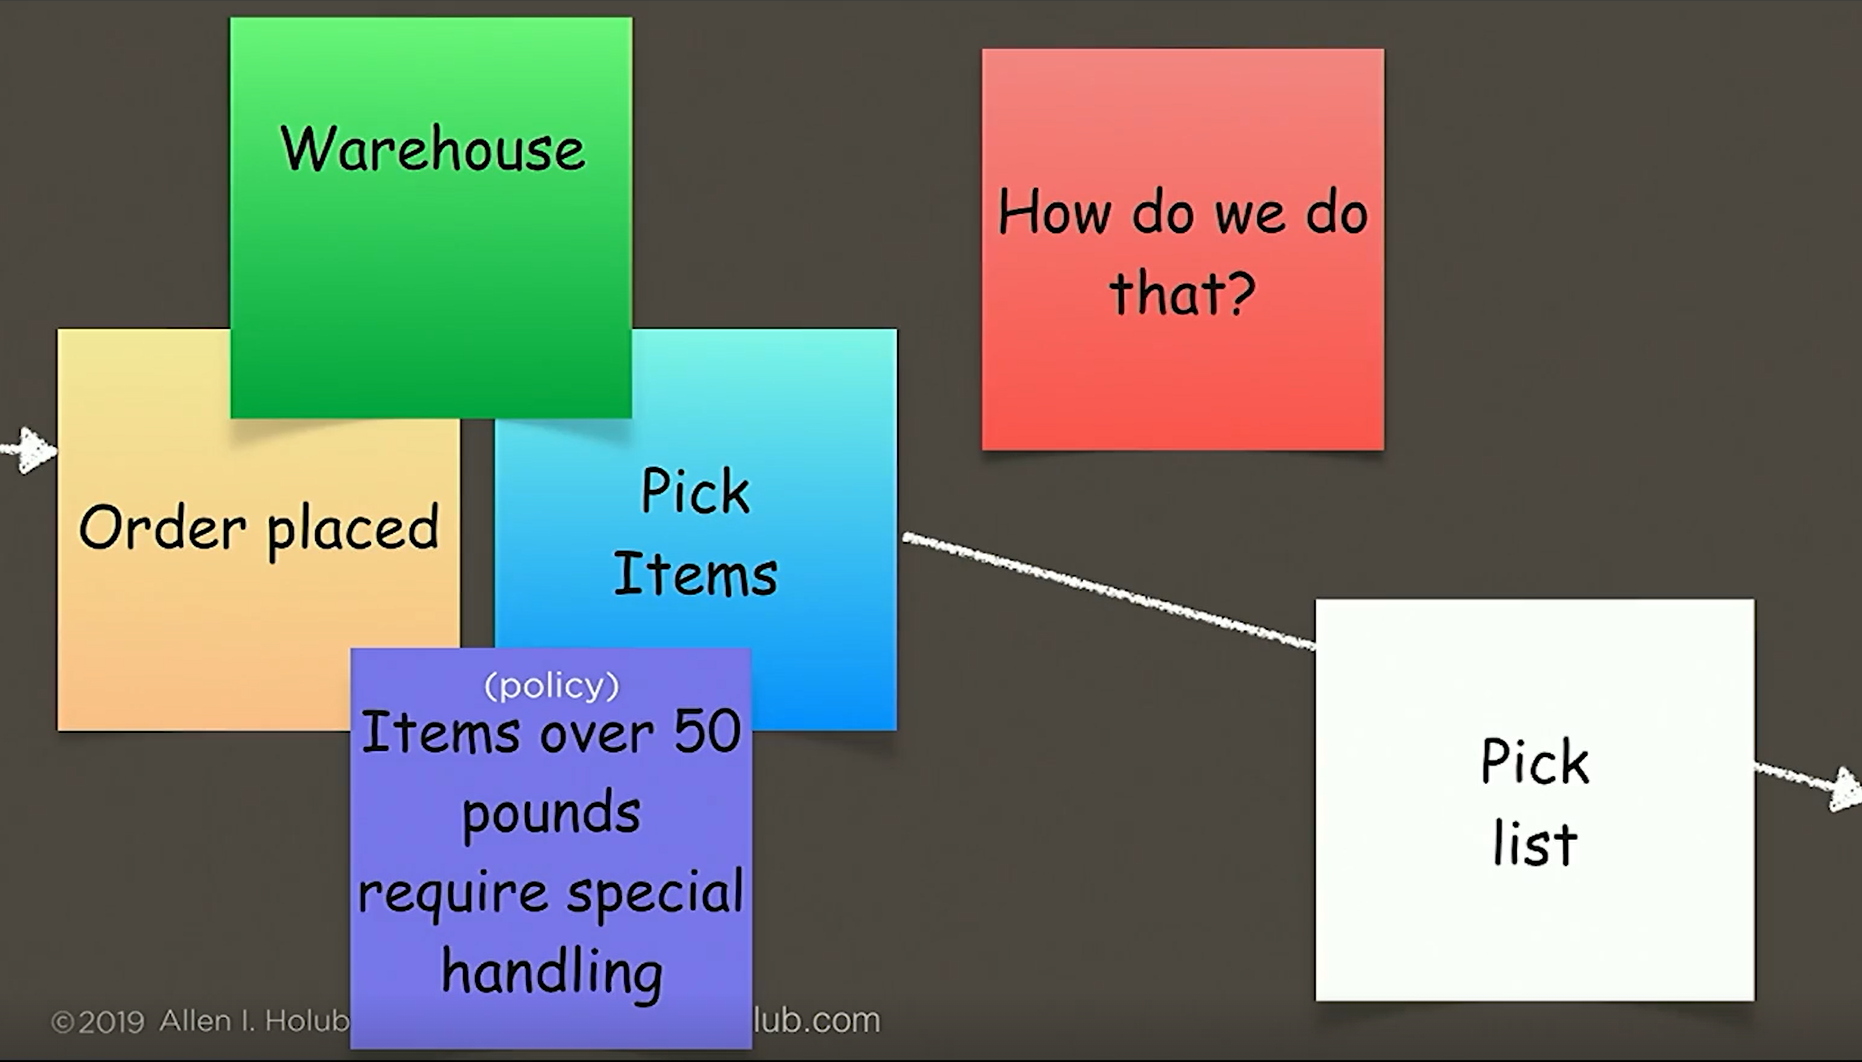 Warehouse
How do we do
that?
Order placed
Pick
Items
(policy)
Items over 50
pounds
require special
handling
Pick
list
©2019 Allen I. Holub
lub.com